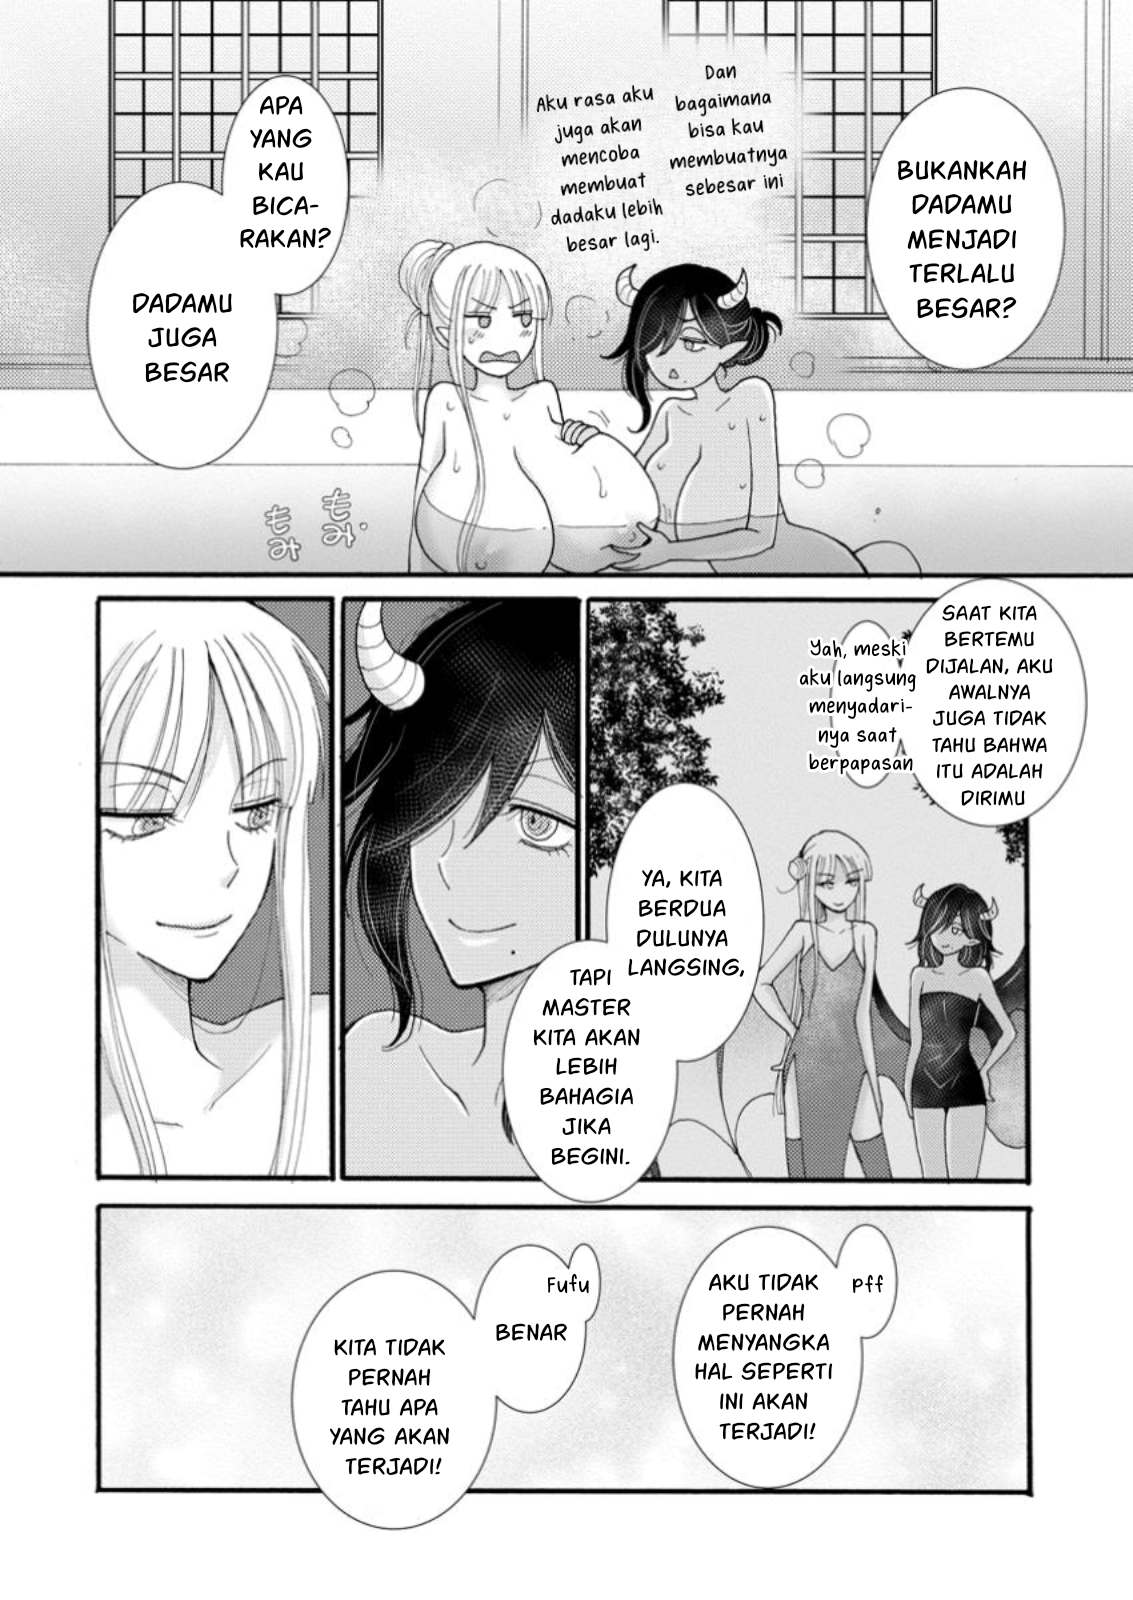 BUKANKAH
DADAMU
MENJADI
TERLALU
BESAR?
Dan
bagaimana
bisa kau
membuatnya
sebesar ini
Aku rasa aku
juga akan
mencoba
membuat
dadaku lebih
besar lagi.
APA
YANG
KAU
BICA-
RAKAN?
DADAMU
JUGA
BESAR
もみ
もみ
SAAT KITA
BERTEMU
DIJALAN, AKU
AWALNYA
JUGA TIDAK
TAHU BAHWA
ITU ADALAH
DIRIMU
Yah, meski
aku langsung
menyadari-
nya saat
berpapasan
YA, KITA
BERDUA
DULUNYA
LANGSING,
TAPI
MASTER
KITA AKAN
LEBIH
BAHAGIA
JIKA
BEGINI.
pff
AKU TIDAK
PERNAH
MENYANGKA
HAL SEPERTI
INI AKAN
TERJADI!
Fufu
BENAR
KITA TIDAK
PERNAH
TAHU APA
YANG AKAN
TERJADI!